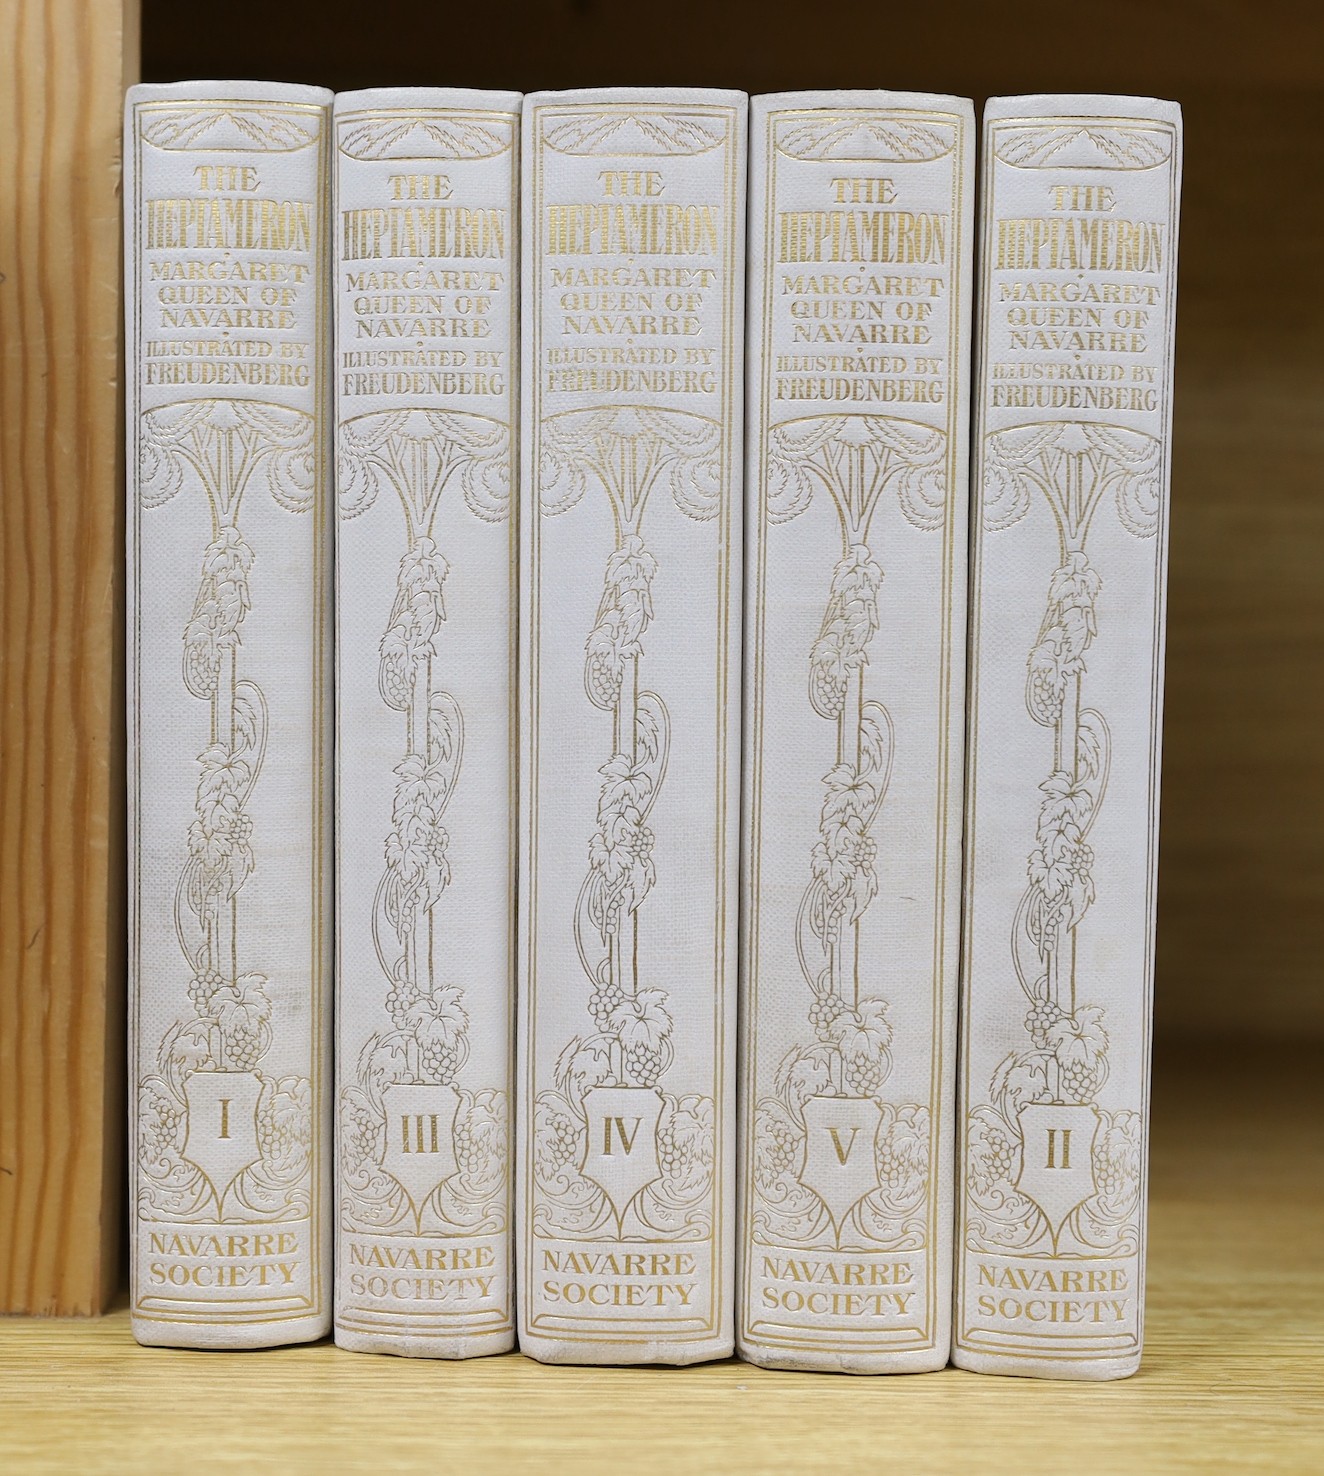 THE
HEPTAMERON
MARGARET
QUEEN OF
NAVARRE
ILLUSTRATED BY
FREUDENBERG
I
NAVARRE
SOCIETY
THE
HEPTAMERON
MARGARET
QUEEN OF
NAVARRE
ILLUSTRATED BY
FREUDENBERG
III
NAVARRE
SOCIETY
THE
HEPTAMERON
MARGARET
QUEEN OF
NAVARRE
ILLUSTRATED BY
FREUDENBERG
IV
NAVARRE
SOCIETY
THE
HEPTAMERON
MARGARET
QUEEN OF
NAVARRE
ILLUSTRATED BY
FREUDENBERG
V
NAVARRE
SOCIETY
THE
HEPTAMERON
MARGARET
QUEEN OF
NAVARRE
ILLUSTRATED BY
FREUDENBERG
II
NAVARRE
SOCIETY